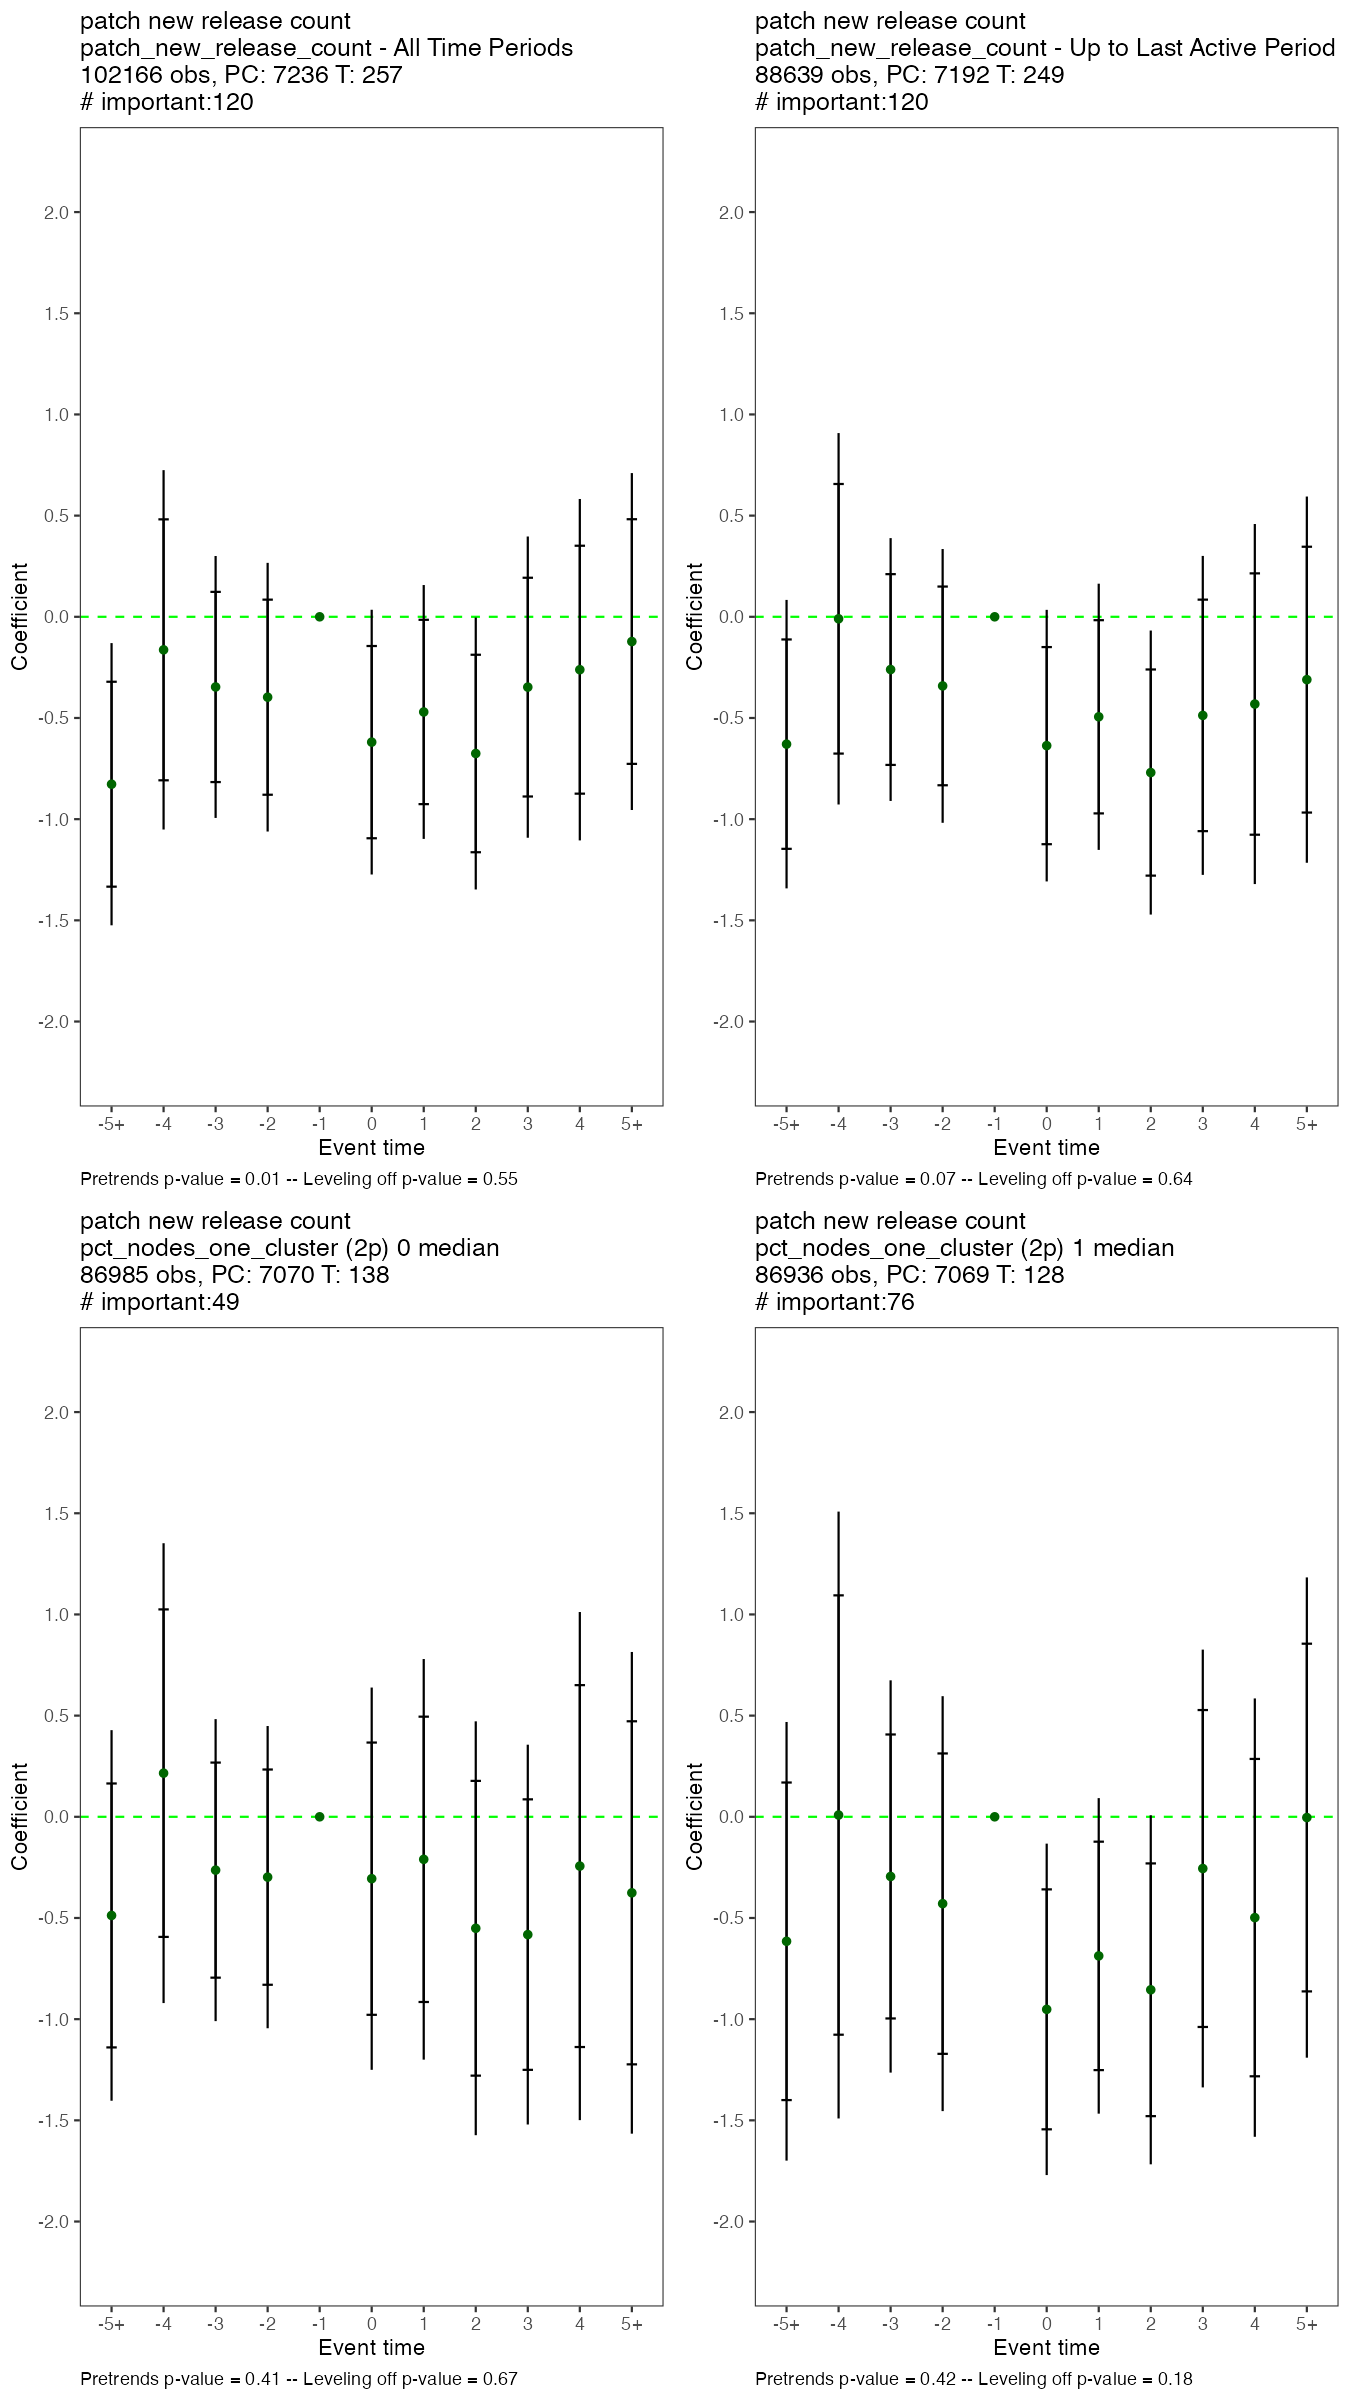 patch new release count
patch_new_release_count - All Time Periods
102166 obs, PC: 7236 T: 257
# important:120
2.0
1.5
1.0
0.5
0.0
-0.5
-1.0
-1.5
-2.0
Coefficient
-5+ -4 -3 -2 -1 0 1 2 3 4 5+
Event time
Pretrends p-value = 0.01 -- Leveling off p-value = 0.55
patch new release count
patch_new_release_count - Up to Last Active Period
88639 obs, PC: 7192 T: 249
# important:120
2.0
1.5
1.0
0.5
0.0
-0.5
-1.0
-1.5
-2.0
Coefficient
-5+ -4 -3 -2 -1 0 1 2 3 4 5+
Event time
Pretrends p-value = 0.07 -- Leveling off p-value = 0.64
patch new release count
pct_nodes_one_cluster (2p) 0 median
86985 obs, PC: 7070 T: 138
# important:49
2.0
1.5
1.0
0.5
0.0
-0.5
-1.0
-1.5
-2.0
Coefficient
-5+ -4 -3 -2 -1 0 1 2 3 4 5+
Event time
Pretrends p-value = 0.41 -- Leveling off p-value = 0.67
patch new release count
pct_nodes_one_cluster (2p) 1 median
86936 obs, PC: 7069 T: 128
# important:76
2.0
1.5
1.0
0.5
0.0
-0.5
-1.0
-1.5
-2.0
Coefficient
-5+ -4 -3 -2 -1 0 1 2 3 4 5+
Event time
Pretrends p-value = 0.42 -- Leveling off p-value = 0.18